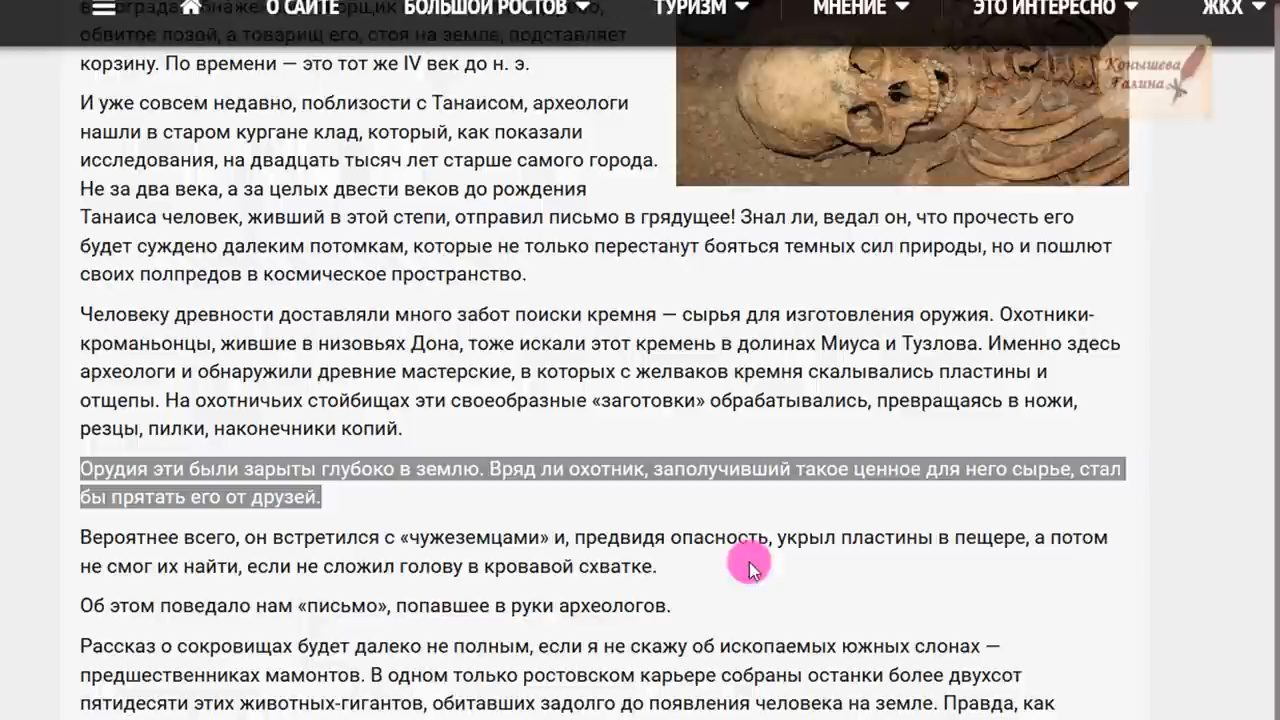 О САЙТЕ БОЛЬШОЙ РОСТОВ ТУРИЗМ МНЕНИЕ ЭТО ИНТЕРЕСНО ЖКХ
обвитое лозой, а товарищ его, стоя на земле, подставляет
корзину. По времени — это тот же IV век до н. э.
Конышева
Галина
И уже совсем недавно, поблизости с Танаисом, археологи
нашли в старом кургане клад, который, как показали
исследования, на двадцать тысяч лет старше самого города.
Не за два века, а за целых двести веков до рождения
Танаиса человек, живший в этой степи, отправил письмо в грядущее! Знал ли, ведал он, что прочесть его
будет суждено далеким потомкам, которые не только перестанут бояться темных сил природы, но и пошлют
своих полпредов в космическое пространство.
Человеку древности доставляли много забот поиски кремня — сырья для изготовления оружия. Охотники-
кроманьонцы, жившие в низовьях Дона, тоже искали этот кремень в долинах Миуса и Тузлова. Именно здесь
археологи и обнаружили древние мастерские, в которых с желваков кремня скалывались пластины и
отщепы. На охотничьих стойбищах эти своеобразные «заготовки» обрабатывались, превращаясь в ножи,
резцы, пилки, наконечники копий.
Орудия эти были зарыты глубоко в землю. Вряд ли охотник, заполучивший такое ценное для него сырье, стал
бы прятать его от друзей.
Вероятнее всего, он встретился с «чужеземцами» и, предвидя опасность, укрыл пластины в пещере, а потом
не смог их найти, если не сложил голову в кровавой схватке.
Об этом поведало нам «письмо», попавшее в руки археологов.
Рассказ о сокровищах будет далеко не полным, если я не скажу об ископаемых южных слонах —
предшественниках мамонтов. В одном только ростовском карьере собраны останки более двухсот
пятидесяти этих животных-гигантов, обитавших задолго до появления человека на земле. Правда, как